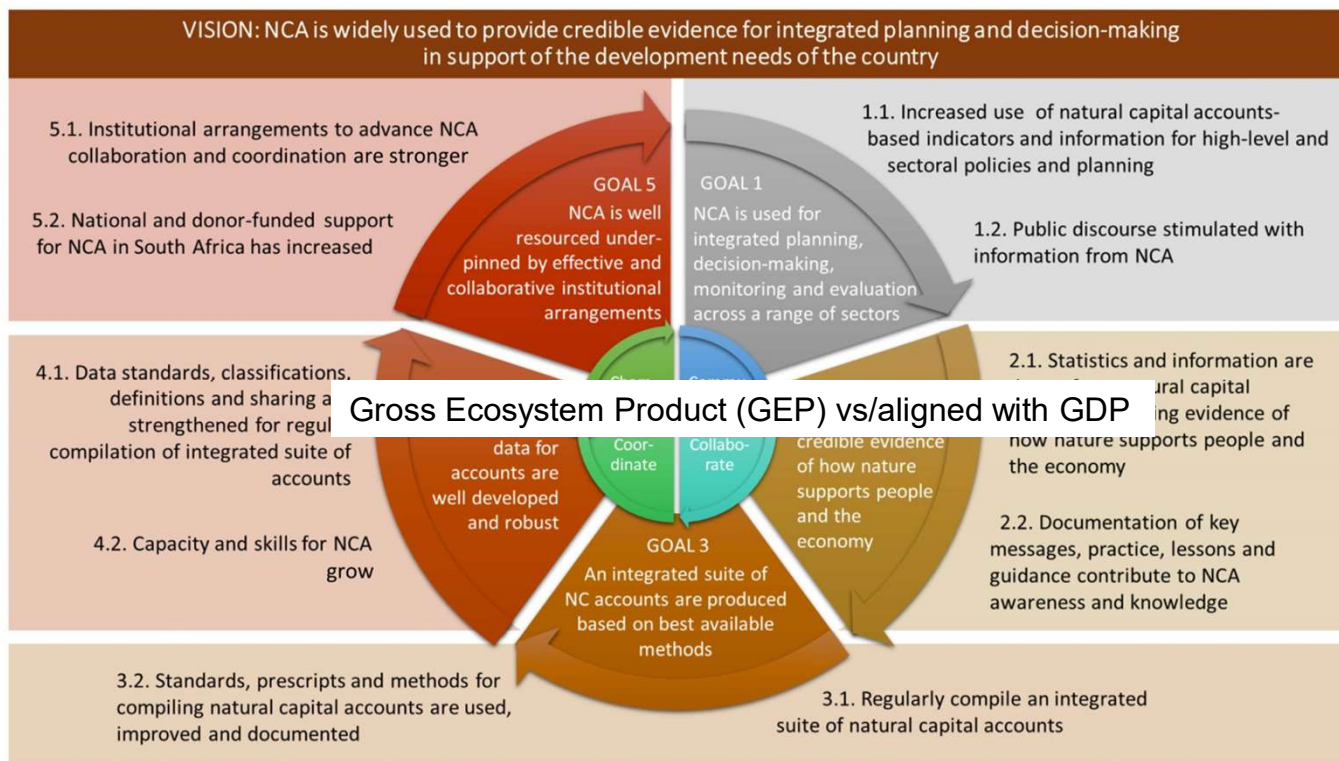 VISION: NCA is widely used to provide credible evidence for integrated planning and decision-making
in support of the development needs of the country
5.1. Institutional arrangements to advance NCA
collaboration and coordination are stronger
5.2. National and donor-funded support
for NCA in South Africa has increased
GOAL 5
NCA is well
resourced under-
pinned by effective and
collaborative institutional
arrangements
GOAL 1
NCA is used for
integrated planning,
decision-making,
monitoring and evaluation
across a range of sectors
1.1. Increased use of natural capital accounts-
based indicators and information for high-level and
sectoral policies and planning
1.2. Public discourse stimulated with
information from NCA
4.1. Data standards, classifications,
definitions and sharing
strengthened for
compilation of integrated suite of
accounts
4.2. Capacity and skills for NCA
grow
data for
accounts are
well developed
and robust
Coor-
dinate
Collabo-
rate
Gross Ecosystem Product (GEP) vs/aligned with GDP
credible evidence
of how nature
supports people
and the
economy
2.1. Statistics and information are
capital
evidence of
how nature supports people and
the economy
2.2. Documentation of key
messages, practice, lessons and
guidance contribute to NCA
awareness and knowledge
GOAL 3
An integrated suite of
NC accounts are produced
based on best available
methods
3.2. Standards, prescripts and methods for
compiling natural capital accounts are used,
improved and documented
3.1. Regularly compile an integrated
suite of natural capital accounts